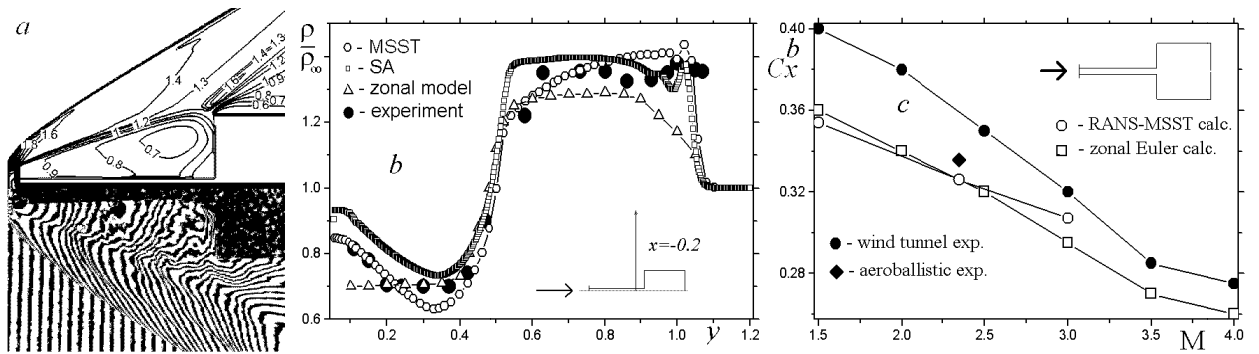 a
1.4
1.3
1.4=1.3
1.2
0.9
0.8
0.7
0.6
1.6
0.9
0.8
0.7
ρ
ρ∞
○ - MSST
□ - SA
△ - zonal model
● - experiment
b
1.4
1.2
1.0
0.8
0.6
x=-0.2
0.2
0.4
0.6
0.8
1.0
1.2
y
b
Cx
0.40
0.36
0.32
0.28
c
○ - RANS-MSST calc.
□ - zonal Euler calc.
● - wind tunnel exp.
◆ - aeroballistic exp.
1.5
2.0
2.5
3.0
3.5
4.0
M